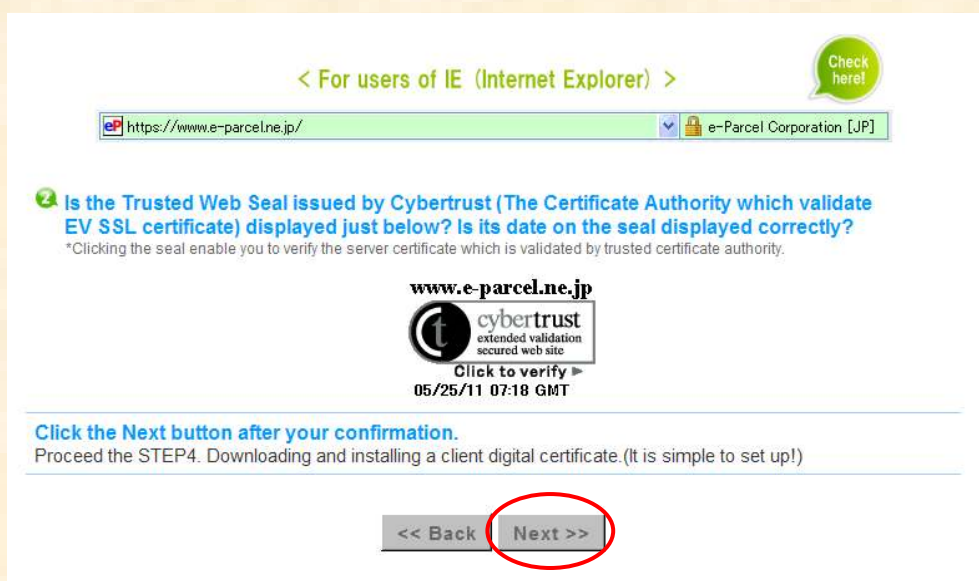 < For users of IE (Internet Explorer) >
Check
here!
eP https://www.e-parcel.ne.jp/ e-Parcel Corporation [JP]
2 Is the Trusted Web Seal issued by Cybertrust (The Certificate Authority which validate
EV SSL certificate) displayed just below? Is its date on the seal displayed correctly?
*Clicking the seal enable you to verify the server certificate which is validated by trusted certificate authority.
www.e-parcel.ne.jp
t cybertrust
extended validation
secured web site
Click to verify ►
05/25/11 07:18 GMT
Click the Next button after your confirmation.
Proceed the STEP4. Downloading and installing a client digital certificate.(It is simple to set up!)
<< Back Next >>